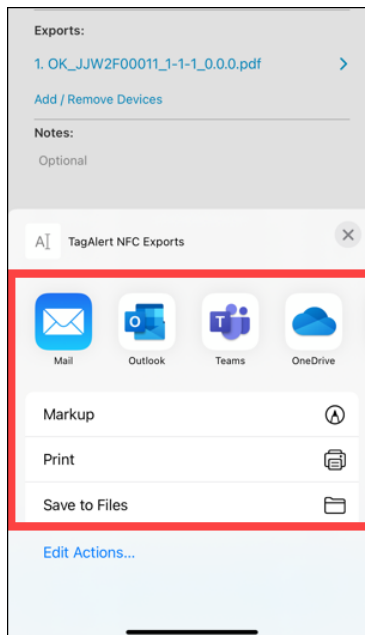 Exports:
1. OK_JJW2F00011_1-1-1_0.0.0.pdf
Add / Remove Devices
Notes:
Optional
A TagAlert NFC Exports
Mail Outlook Teams OneDrive
Markup
Print
Save to Files
Edit Actions...